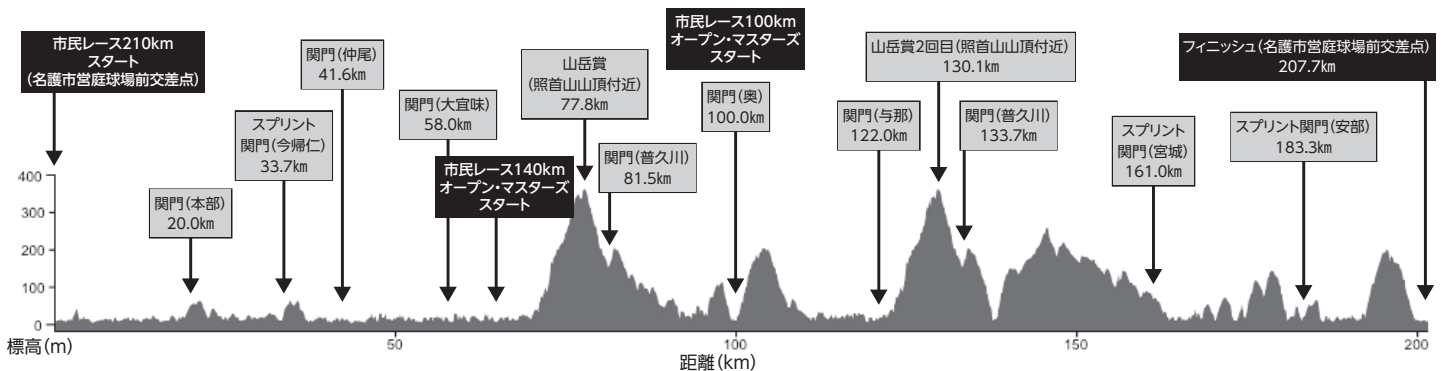 市民レース210km
スタート
(名護市営庭球場前交差点)
関門(本部)
20.0km
スプリント
関門(今帰仁)
33.7km
関門(仲尾)
41.6km
関門(大宜味)
58.0km
市民レース140km
オープン・マスターズ
スタート
山岳賞
(照首山山頂付近)
77.8km
関門(普久川)
81.5km
市民レース100km
オープン・マスターズ
スタート
関門(奥)
100.0km
関門(与那)
122.0km
山岳賞2回目(照首山山頂付近)
130.1km
関門(普久川)
133.7km
スプリント
関門(宮城)
161.0km
スプリント関門(安部)
183.3km
フィニッシュ(名護市営庭球場前交差点)
207.7km
400
300
200
100
0
標高(m)
50
100
150
200
距離(km)